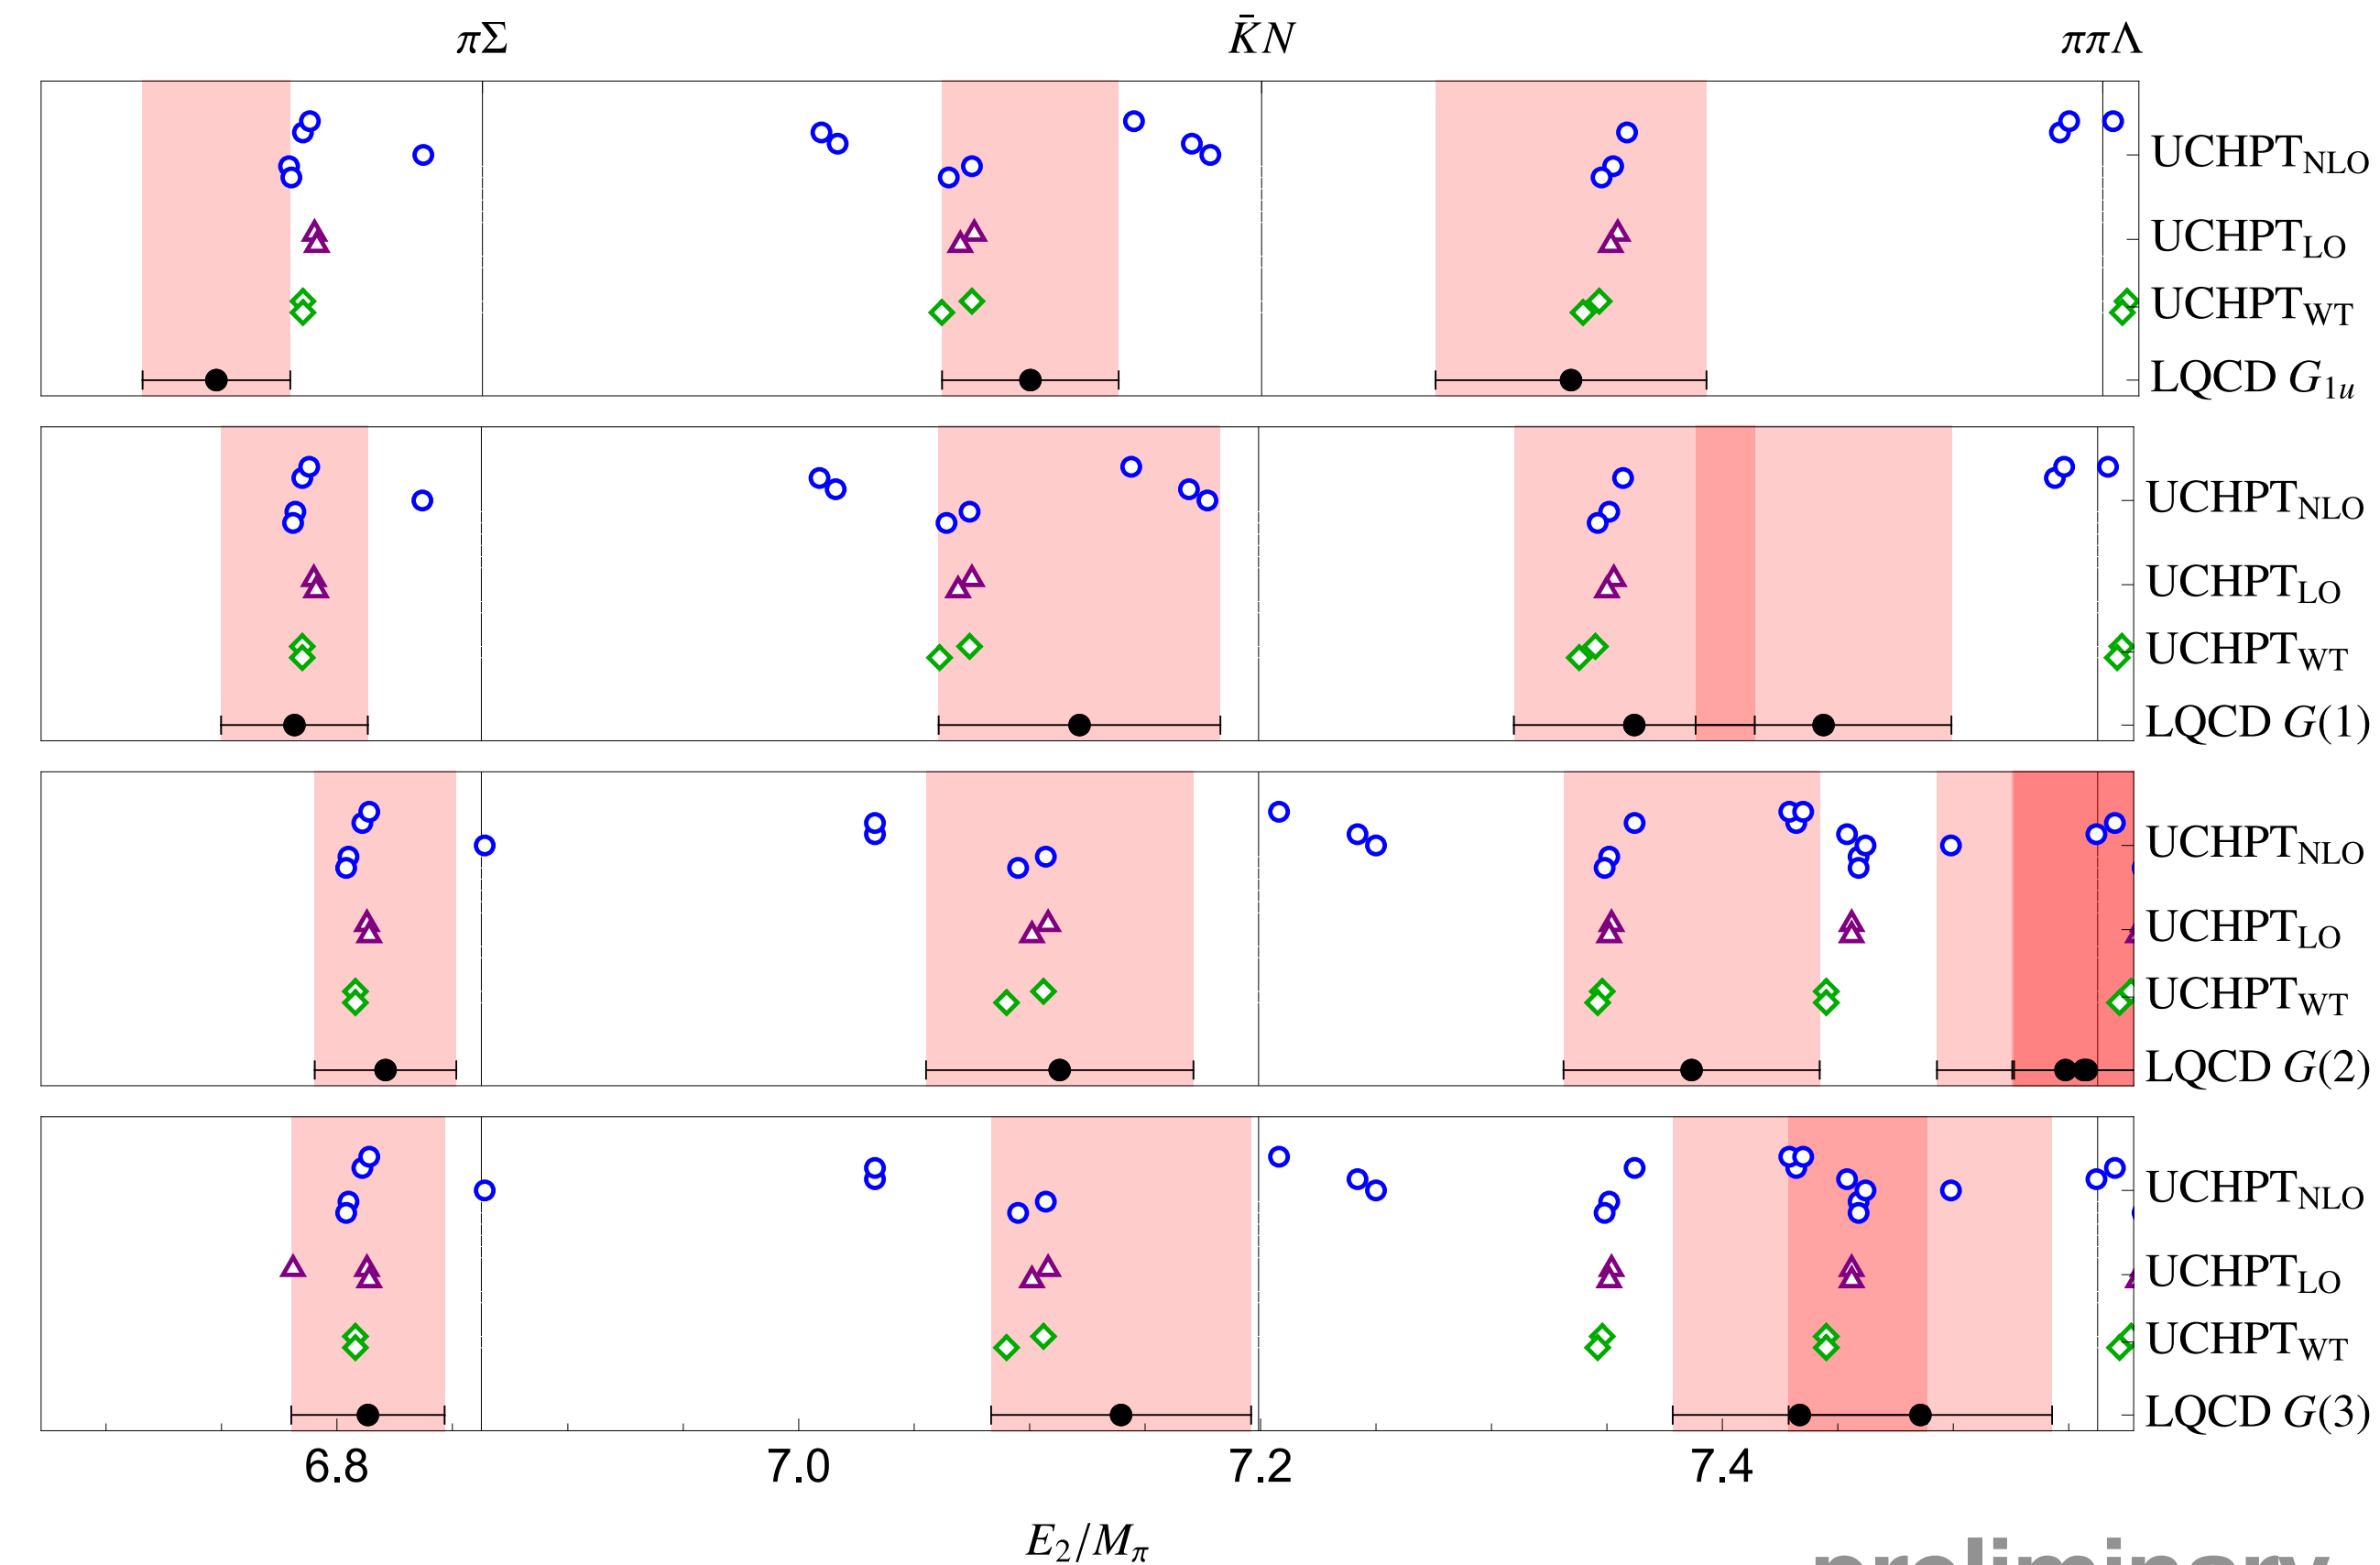 πΣ K̄N ππΛ
UCHPT_NLO
UCHPT_LO
UCHPT_WT
LQCD G_1u
UCHPT_NLO
UCHPT_LO
UCHPT_WT
LQCD G(1)
UCHPT_NLO
UCHPT_LO
UCHPT_WT
LQCD G(2)
UCHPT_NLO
UCHPT_LO
UCHPT_WT
LQCD G(3)
6.8 7.0 7.2 7.4
E_2/M_π
preliminary